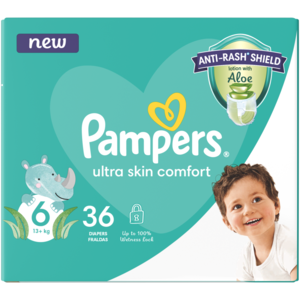 new
ANTI-RASH SHIELD
lotion with
Aloe
Pampers®
ultra skin comfort
6
13+ kg
36
DIAPERS
Up to 100%
Wetness Lock